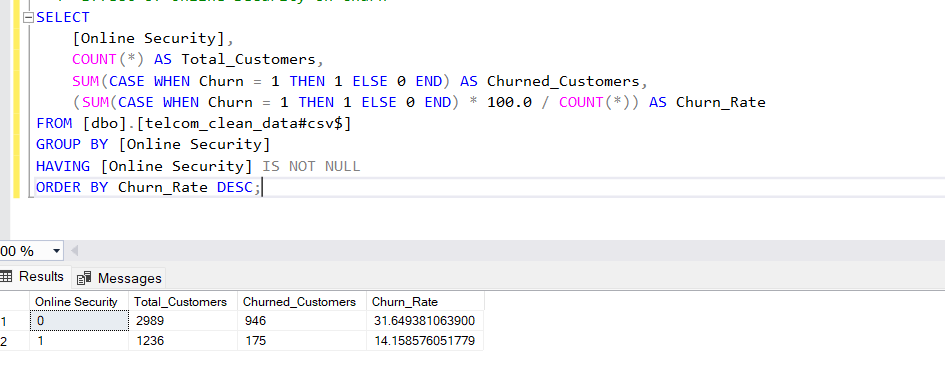 SELECT
[Online Security],
COUNT(*) AS Total_Customers,
SUM(CASE WHEN Churn = 1 THEN 1 ELSE 0 END) AS Churned_Customers,
(SUM(CASE WHEN Churn = 1 THEN 1 ELSE 0 END) * 100.0 / COUNT(*)) AS Churn_Rate
FROM [dbo].[telcom_clean_data#csv$]
GROUP BY [Online Security]
HAVING [Online Security] IS NOT NULL
ORDER BY Churn_Rate DESC;
00 %
Results Messages
Online Security Total_Customers Churned_Customers Churn_Rate
1 0 2989 946 31.649381063900
2 1 1236 175 14.158576051779